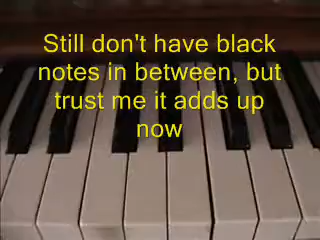 Still don't have black
notes in between, but
trust me it adds up
now